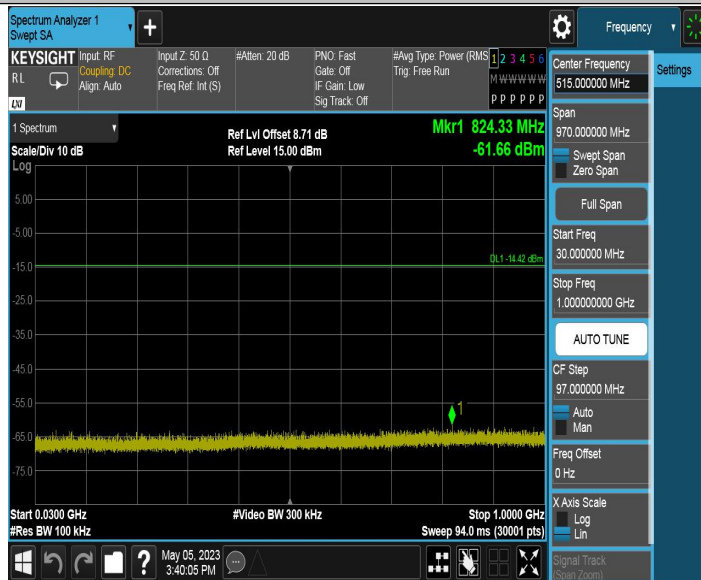 Spectrum Analyzer 1
Swept SA
Frequency
KEYSIGHT
RL
LXI
Input: RF
Coupling: DC
Align: Auto
Input Z: 50 Ω
Corrections: Off
Freq Ref: Int (S)
#Atten: 20 dB
PNO: Fast
Gate: Off
IF Gain: Low
Sig Track: Off
#Avg Type: Power (RMS
Trig: Free Run
1 2 3 4 5 6
M W W W W W
P P P P P P
1 Spectrum
Scale/Div 10 dB
Log
Ref Lvl Offset 8.71 dB
Ref Level 15.00 dBm
Mkr1 824.33 MHz
-61.66 dBm
5.00
-5.00
-15.0
-25.0
-35.0
-45.0
-55.0
-65.0
-75.0
DL1 -14.42 dBm
1
Start 0.0300 GHz
#Res BW 100 kHz
#Video BW 300 kHz
Stop 1.0000 GHz
Sweep 94.0 ms (30001 pts)
Center Frequency
515.000000 MHz
Settings
Span
970.000000 MHz
Swept Span
Zero Span
Full Span
Start Freq
30.000000 MHz
Stop Freq
1.000000000 GHz
AUTO TUNE
CF Step
97.000000 MHz
Auto
Man
Freq Offset
0 Hz
X Axis Scale
Log
Lin
Signal Track
(Span Zoom)
?
May 05, 2023
3:40:05 PM